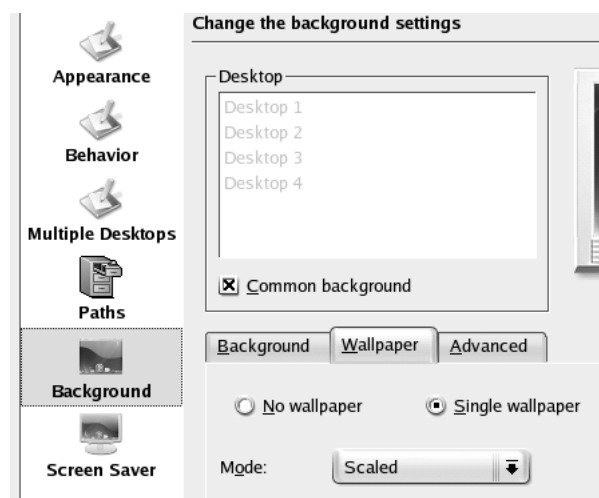 Change the background settings
Appearance
Behavior
Multiple Desktops
Paths
Background
Screen Saver
Desktop
Desktop 1
Desktop 2
Desktop 3
Desktop 4
Common background
Background
Wallpaper
Advanced
No wallpaper
Single wallpaper
Mode:
Scaled